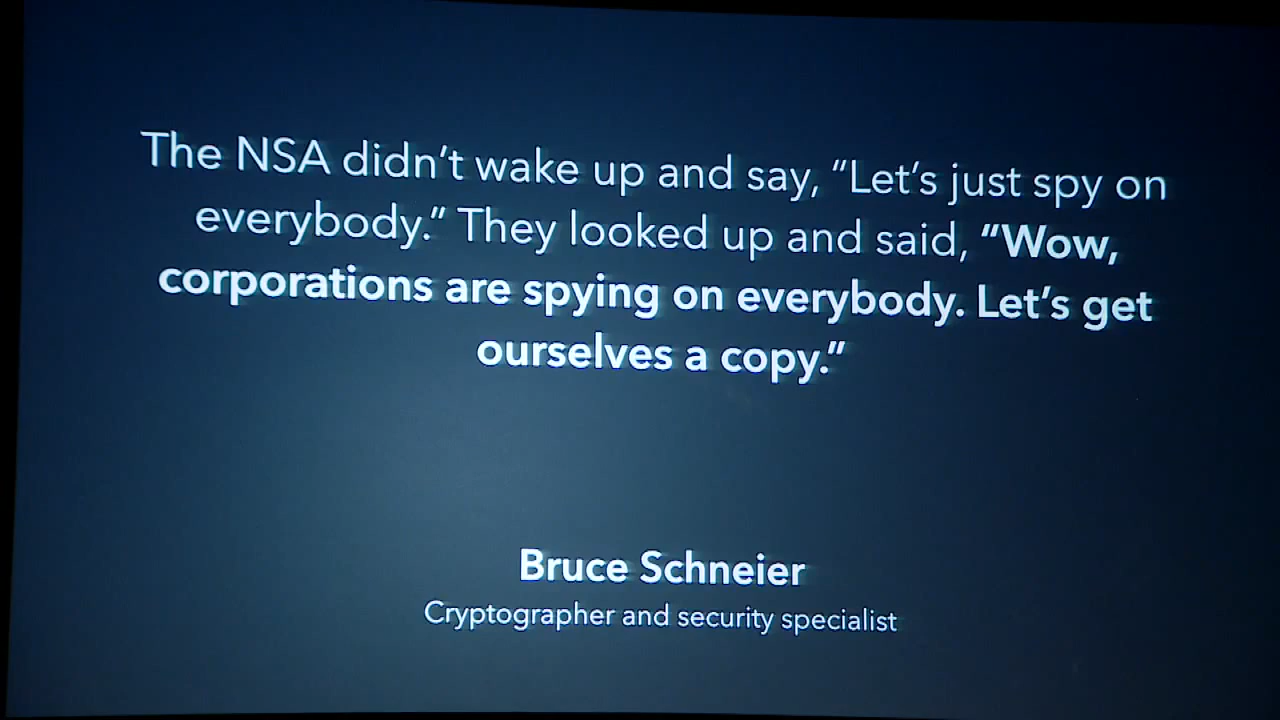 The NSA didn’t wake up and say, “Let’s just spy on
everybody.” They looked up and said, “Wow,
corporations are spying on everybody. Let’s get
ourselves a copy.”
Bruce Schneier
Cryptographer and security specialist